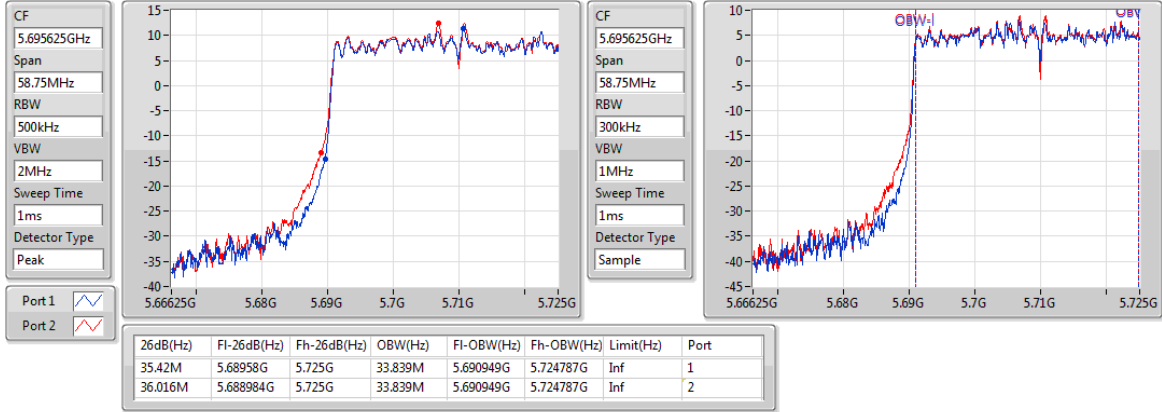 CF
5.695625GHz
Span
58.75MHz
RBW
500kHz
VBW
2MHz
Sweep Time
1ms
Detector Type
Peak
Port 1
Port 2
15
10
5
0
-5
-10
-15
-20
-25
-30
-35
-40
5.66625G 5.68G 5.69G 5.7G 5.71G 5.725G
CF
5.695625GHz
Span
58.75MHz
RBW
300kHz
VBW
1MHz
Sweep Time
1ms
Detector Type
Sample
10
5
0
-5
-10
-15
-20
-25
-30
-35
-40
-45
OBW-l OBW
5.66625G 5.68G 5.69G 5.7G 5.71G 5.725G
26dB(Hz) Fl-26dB(Hz) Fh-26dB(Hz) OBW(Hz) Fl-OBW(Hz) Fh-OBW(Hz) Limit(Hz) Port
35.42M 5.68958G 5.725G 33.839M 5.690949G 5.724787G Inf 1
36.016M 5.688984G 5.725G 33.839M 5.690949G 5.724787G Inf 2